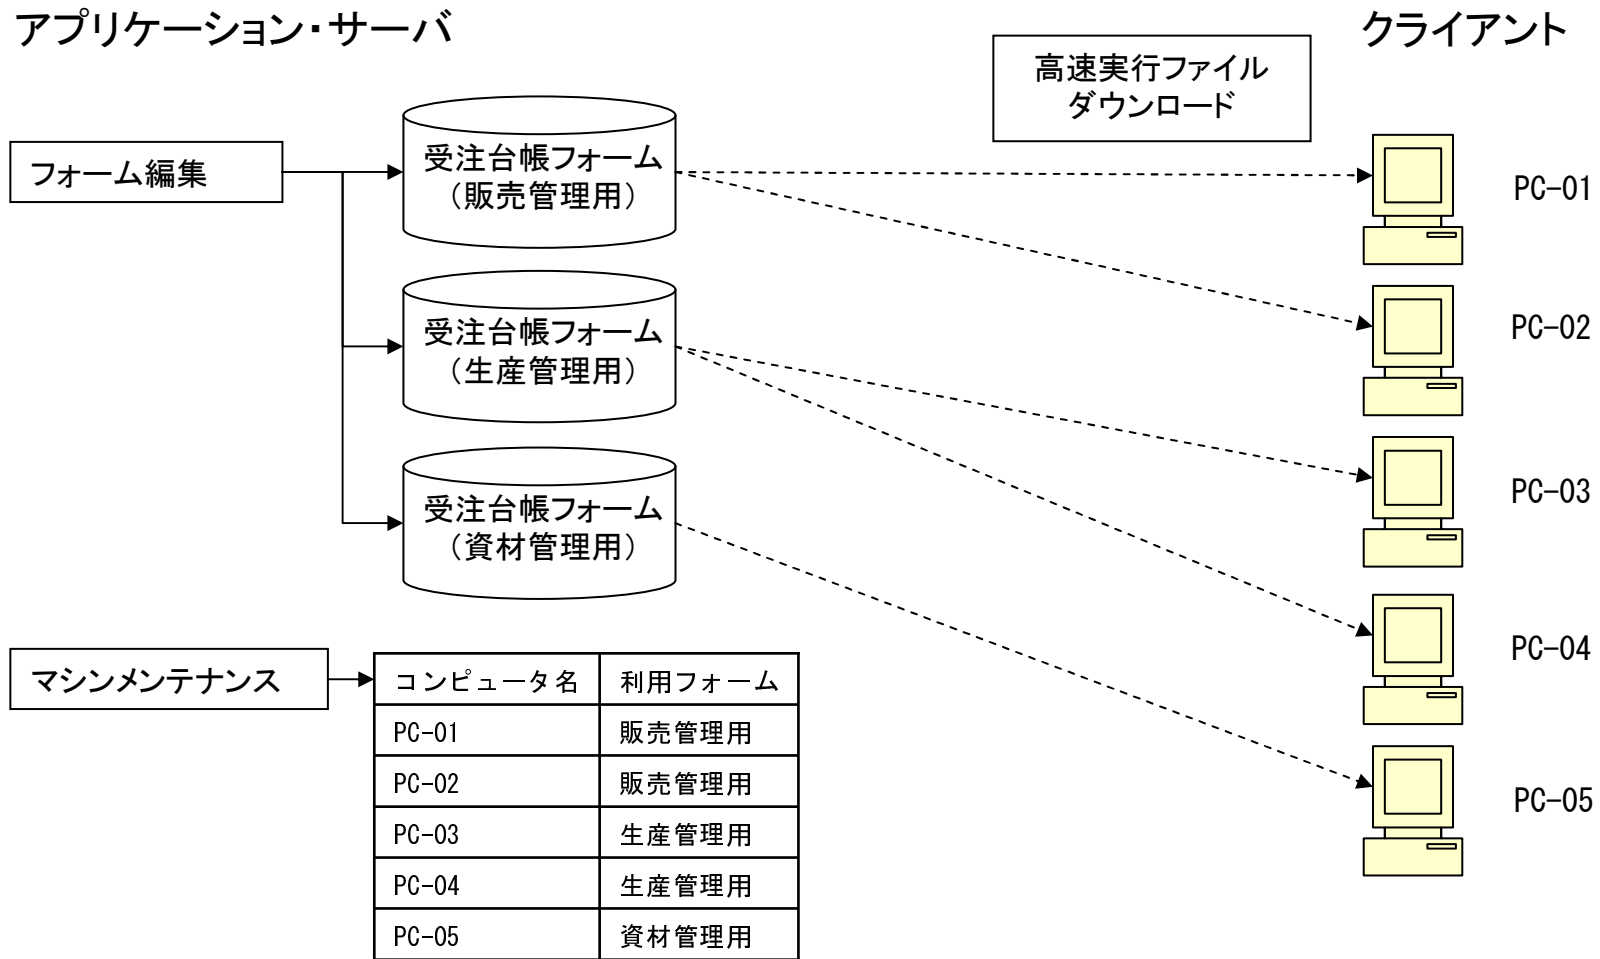 アプリケーション・サーバ
クライアント
高速実行ファイル
ダウンロード
フォーム編集
受注台帳フォーム
（販売管理用）
受注台帳フォーム
（生産管理用）
受注台帳フォーム
（資材管理用）
PC-01
PC-02
PC-03
PC-04
PC-05
マシンメンテナンス
コンピュータ名 利用フォーム
PC-01 販売管理用
PC-02 販売管理用
PC-03 生産管理用
PC-04 生産管理用
PC-05 資材管理用